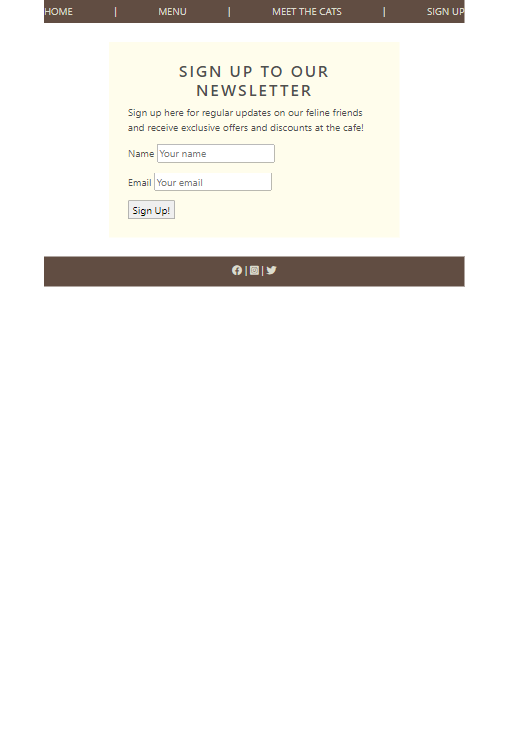 HOME | MENU | MEET THE CATS | SIGN UP
SIGN UP TO OUR
NEWSLETTER
Sign up here for regular updates on our feline friends
and receive exclusive offers and discounts at the cafe!
Name Your name
Email Your email
Sign Up!
| |